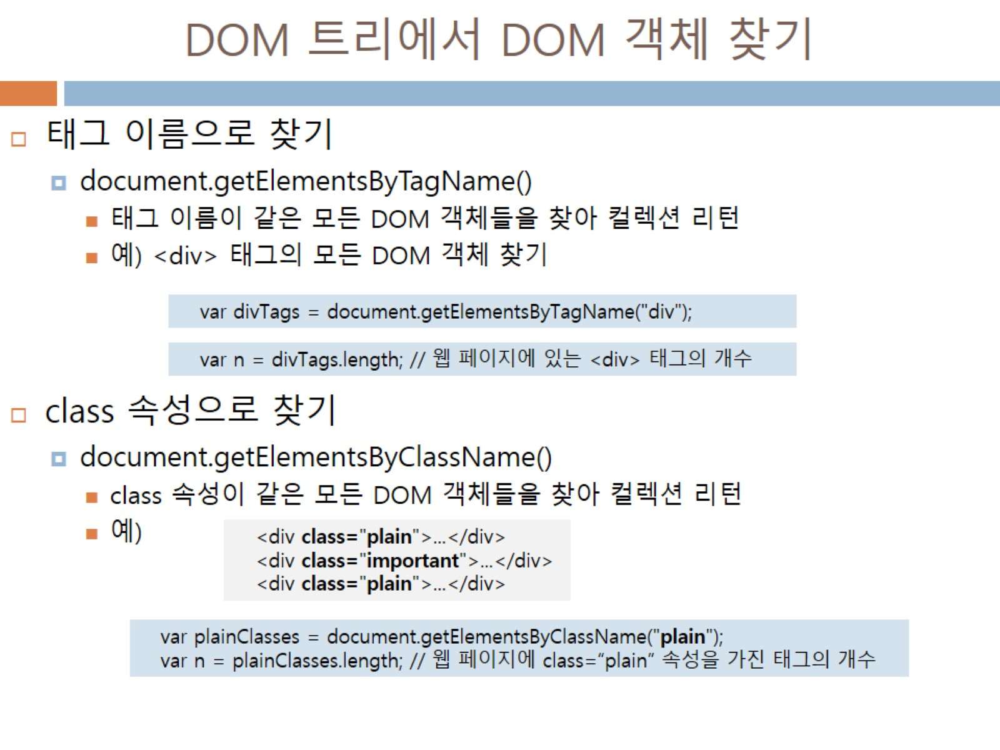 DOM 트리에서 DOM 객체 찾기
태그 이름으로 찾기
document.getElementsByTagName()
태그 이름이 같은 모든 DOM 객체들을 찾아 컬렉션 리턴
예) <div> 태그의 모든 DOM 객체 찾기
var divTags = document.getElementsByTagName("div");
var n = divTags.length; // 웹 페이지에 있는 <div> 태그의 개수
class 속성으로 찾기
document.getElementsByClassName()
class 속성이 같은 모든 DOM 객체들을 찾아 컬렉션 리턴
예)
<div class="plain">...</div>
<div class="important">...</div>
<div class="plain">...</div>
var plainClasses = document.getElementsByClassName("plain");
var n = plainClasses.length; // 웹 페이지에 class=“plain” 속성을 가진 태그의 개수